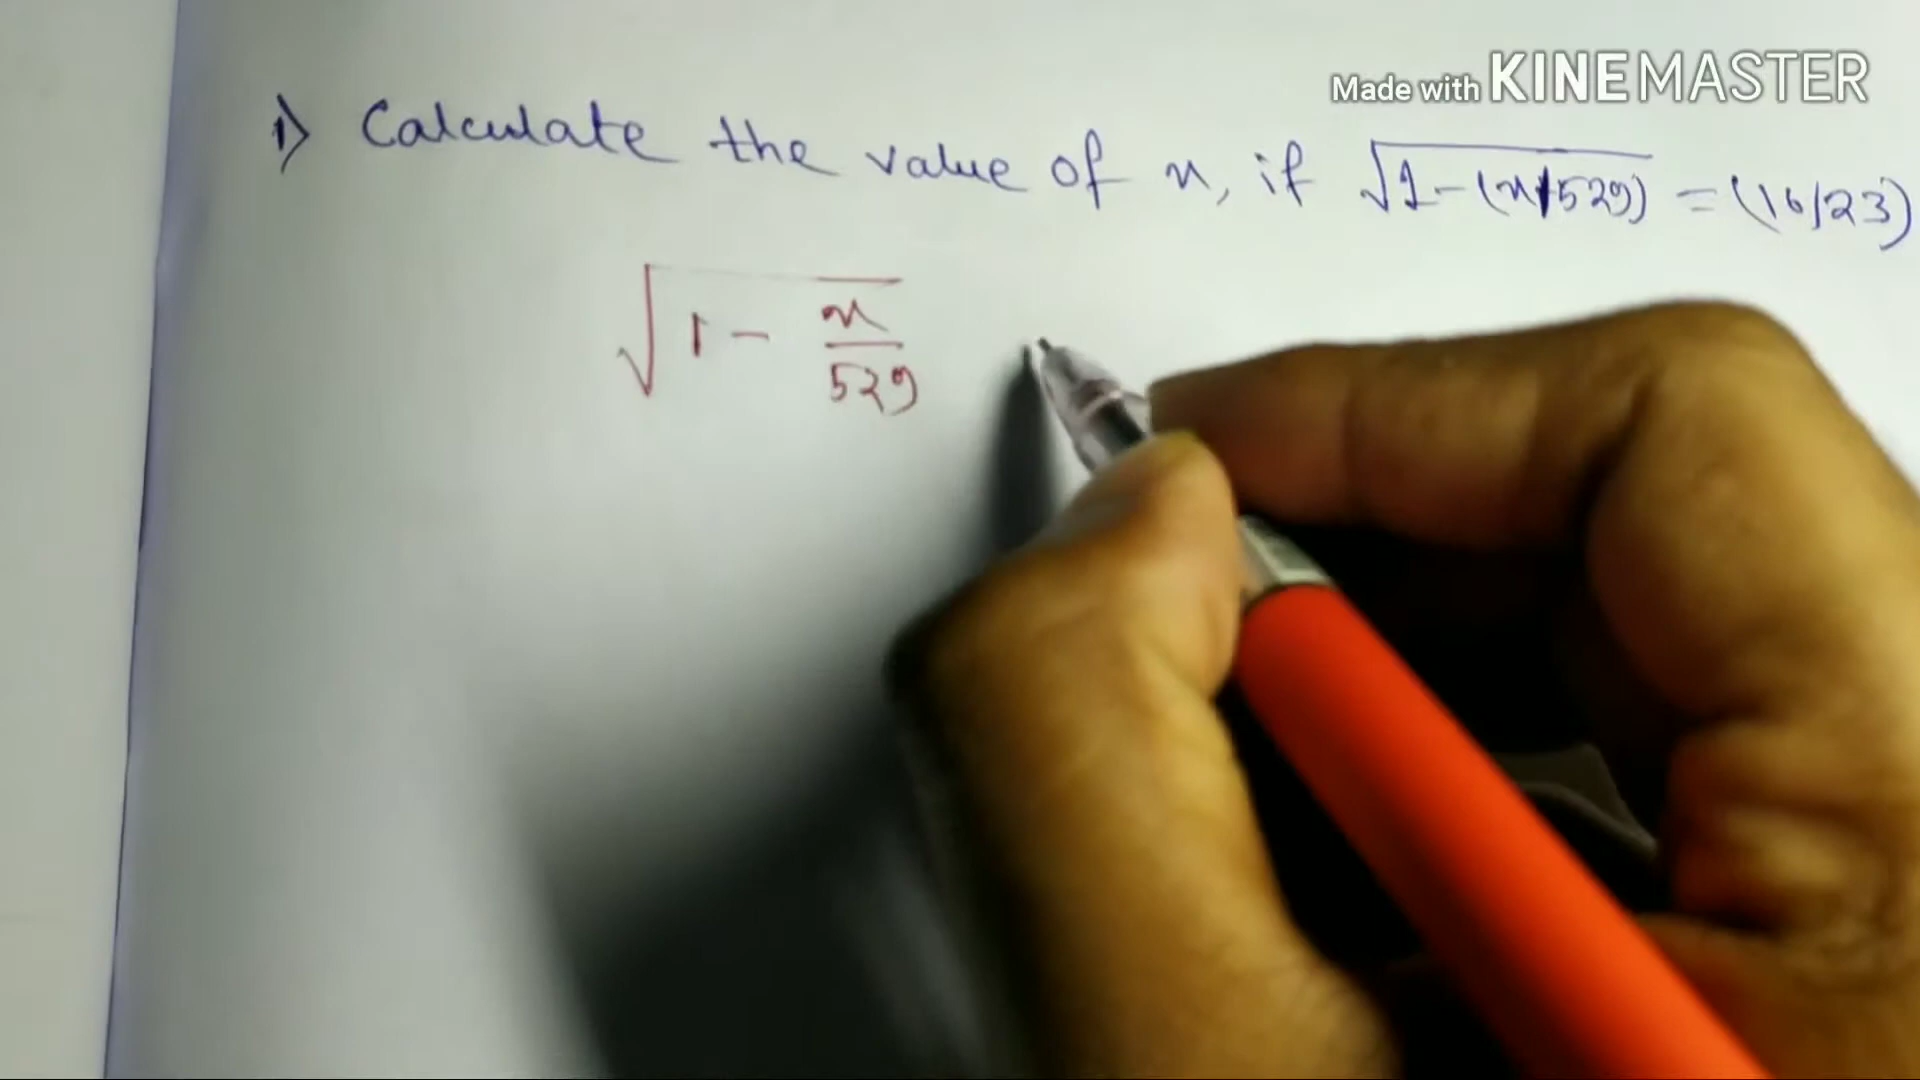 Made with KINEMASTER
1) Calculate the value of x, if √1-(x/529) = (16/23)
√1 - x/529